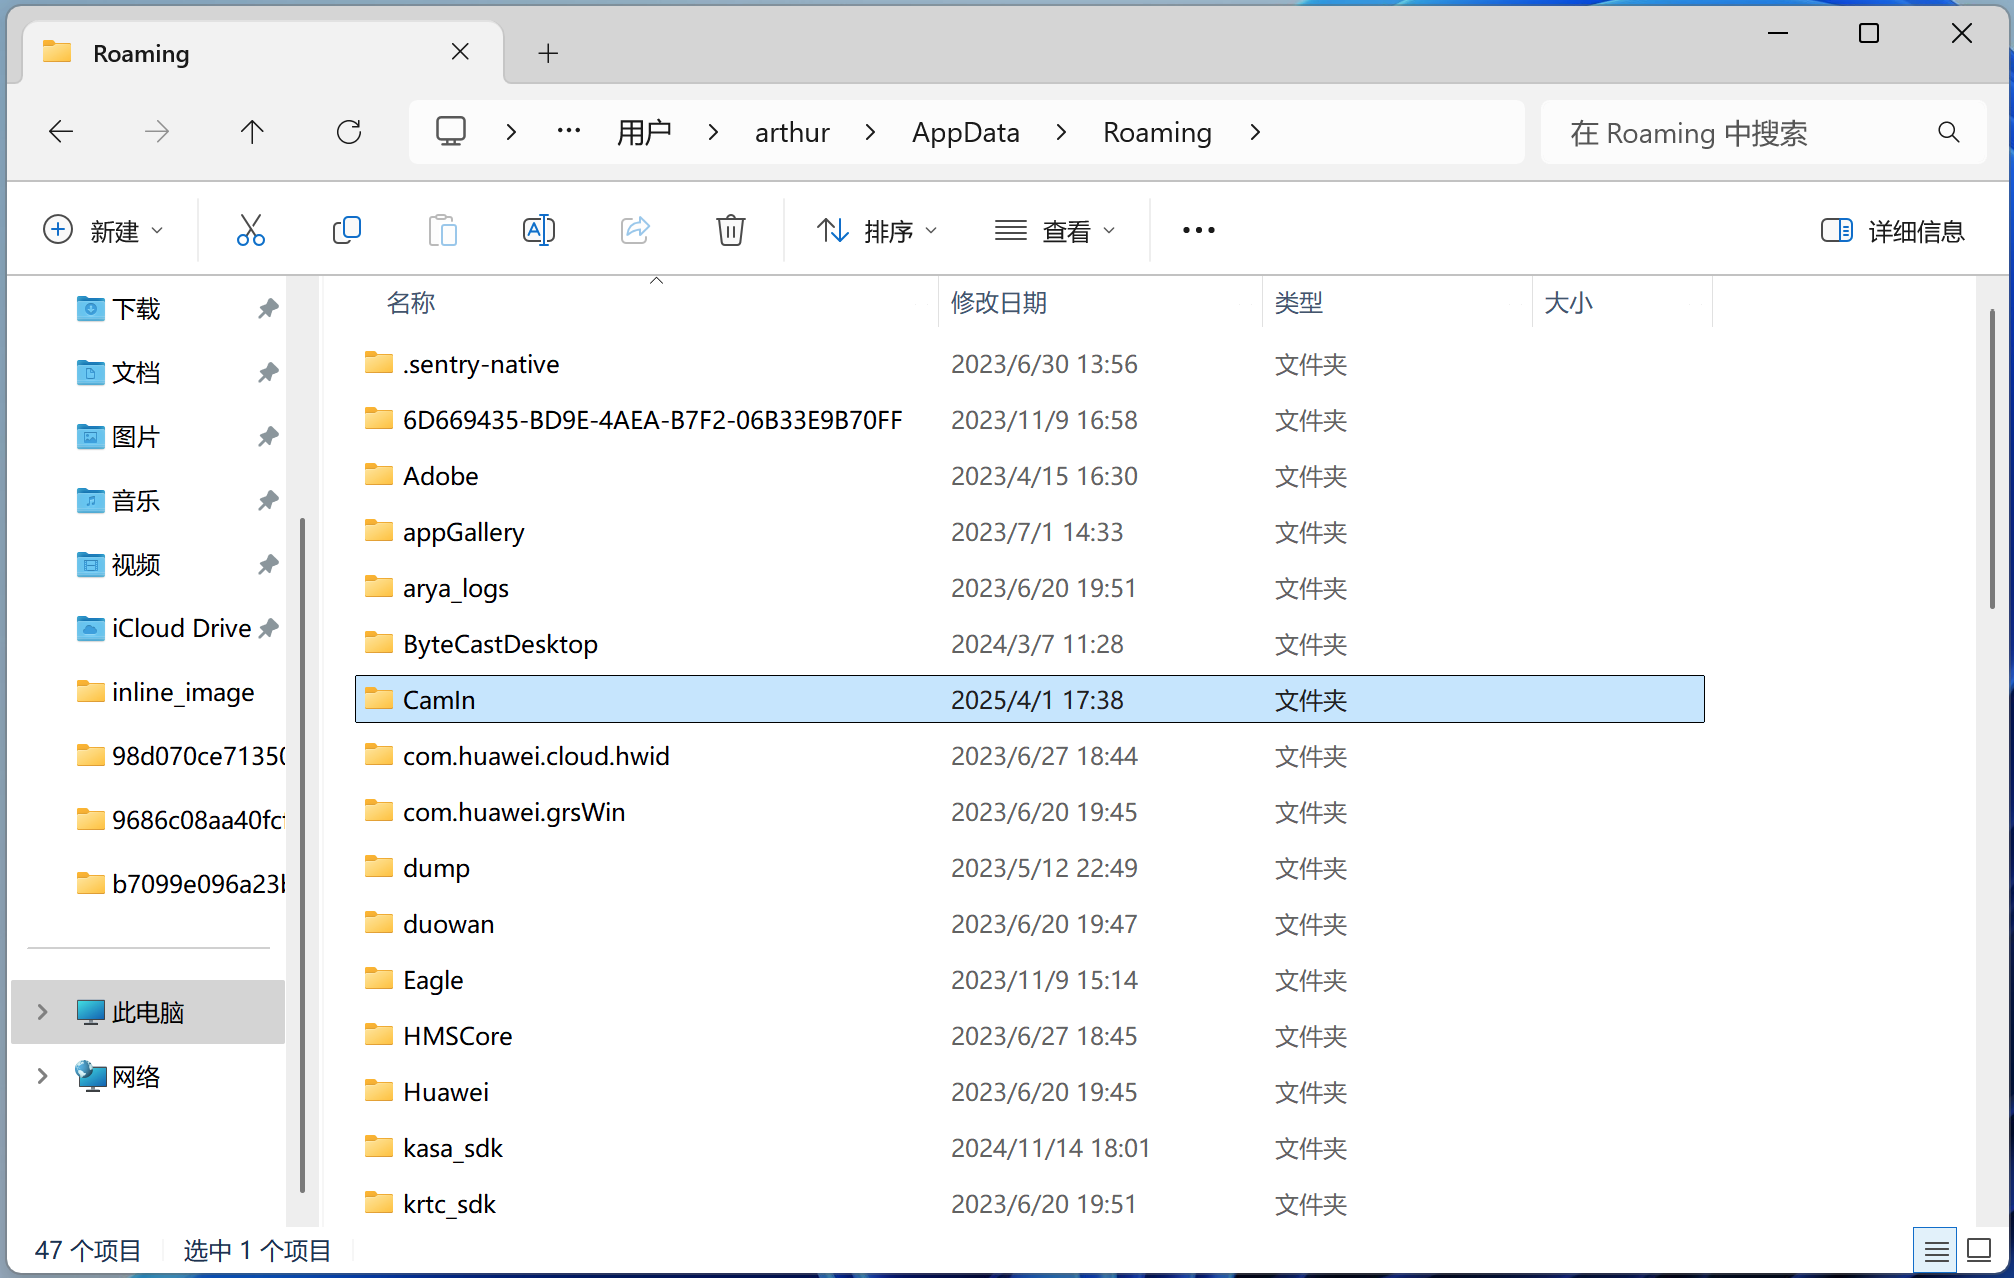 Roaming
用户 arthur AppData Roaming
在 Roaming 中搜索
新建
排序
查看
详细信息
下载
文档
图片
音乐
视频
iCloud Drive
inline_image
98d070ce7135
9686c08aa40fc
b7099e096a23
此电脑
网络
名称 修改日期 类型 大小
.sentry-native 2023/6/30 13:56 文件夹
6D669435-BD9E-4AEA-B7F2-06B33E9B70FF 2023/11/9 16:58 文件夹
Adobe 2023/4/15 16:30 文件夹
appGallery 2023/7/1 14:33 文件夹
arya_logs 2023/6/20 19:51 文件夹
ByteCastDesktop 2024/3/7 11:28 文件夹
CamIn 2025/4/1 17:38 文件夹
com.huawei.cloud.hwid 2023/6/27 18:44 文件夹
com.huawei.grsWin 2023/6/20 19:45 文件夹
dump 2023/5/12 22:49 文件夹
duowan 2023/6/20 19:47 文件夹
Eagle 2023/11/9 15:14 文件夹
HMSCore 2023/6/27 18:45 文件夹
Huawei 2023/6/20 19:45 文件夹
kasa_sdk 2024/11/14 18:01 文件夹
krtc_sdk 2023/6/20 19:51 文件夹
47 个项目
选中 1 个项目